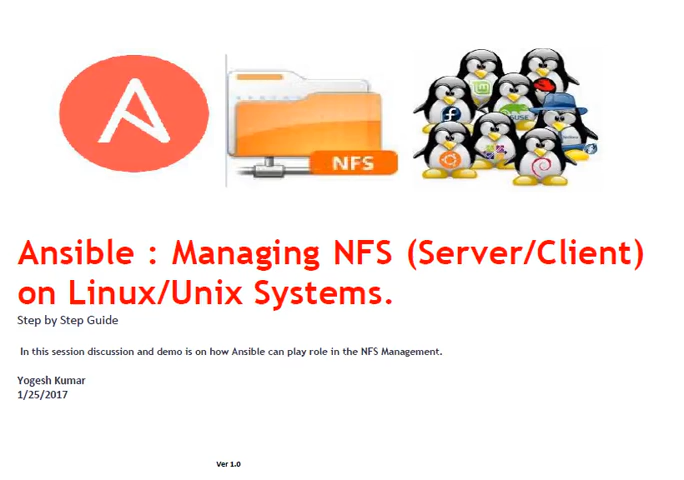 NFS
SUSE
Ansible : Managing NFS (Server/Client)
on Linux/Unix Systems.
Step by Step Guide
In this session discussion and demo is on how Ansible can play role in the NFS Management.
Yogesh Kumar
1/25/2017
Ver 1.0